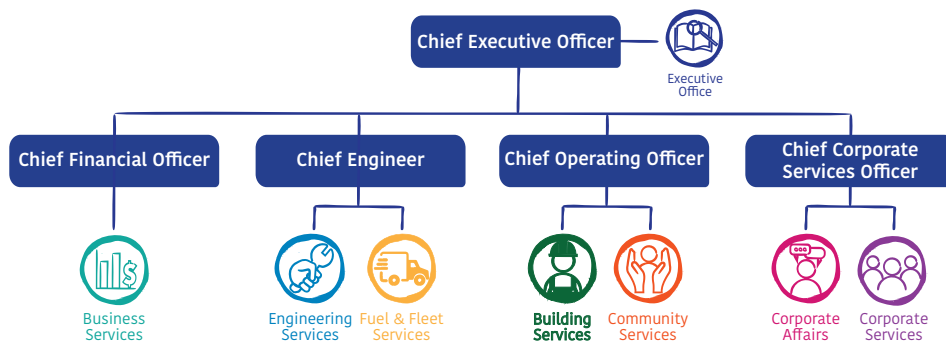 Chief Executive Officer
Executive
Office
Chief Financial Officer
Chief Engineer
Chief Operating Officer
Chief Corporate
Services Officer
$
Business
Services
Engineering
Services
Fuel & Fleet
Services
Building
Services
Community
Services
Corporate
Affairs
Corporate
Services